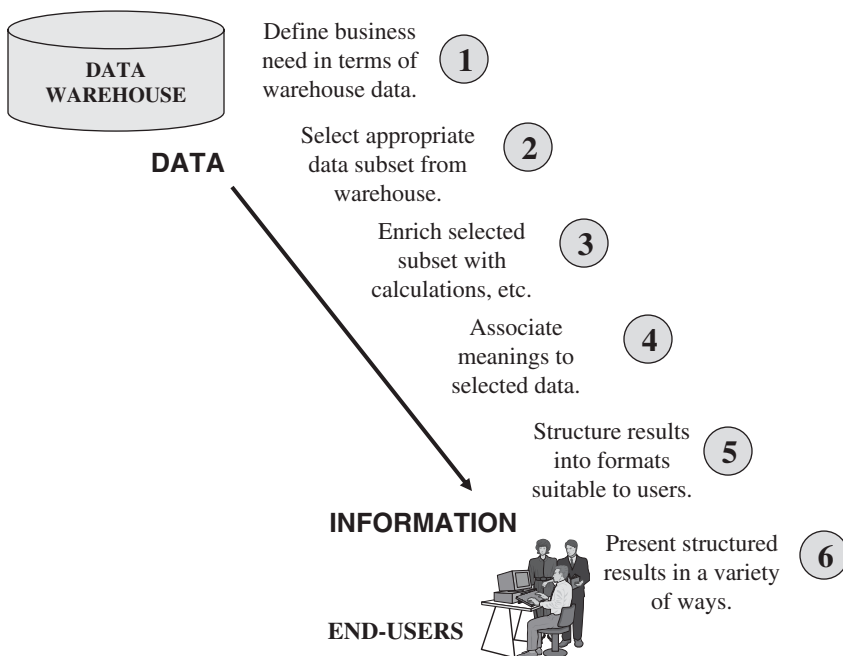 DATA
WAREHOUSE
Define business
need in terms of
warehouse data.
1
DATA
Select appropriate
data subset from
warehouse.
2
Enrich selected
subset with
calculations, etc.
3
Associate
meanings to
selected data.
4
Structure results
into formats
suitable to users.
5
INFORMATION
Present structured
results in a variety
of ways.
6
END-USERS